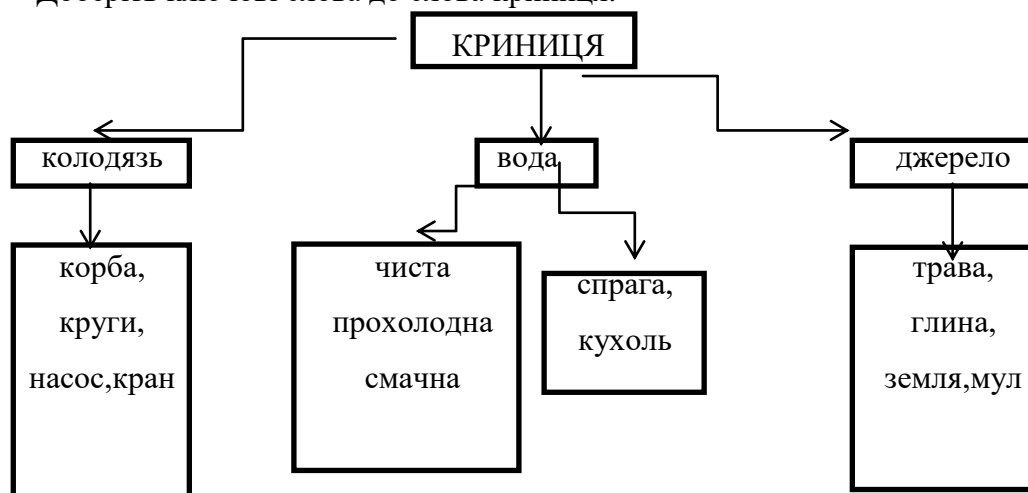 Доберіть ключові слова до слова криниця.
КРИНИЦЯ
колодязь
вода
джерело
корба,
круги,
насос,кран
чиста
прохолодна
смачна
спрага,
кухоль
трава,
глина,
земля,мул